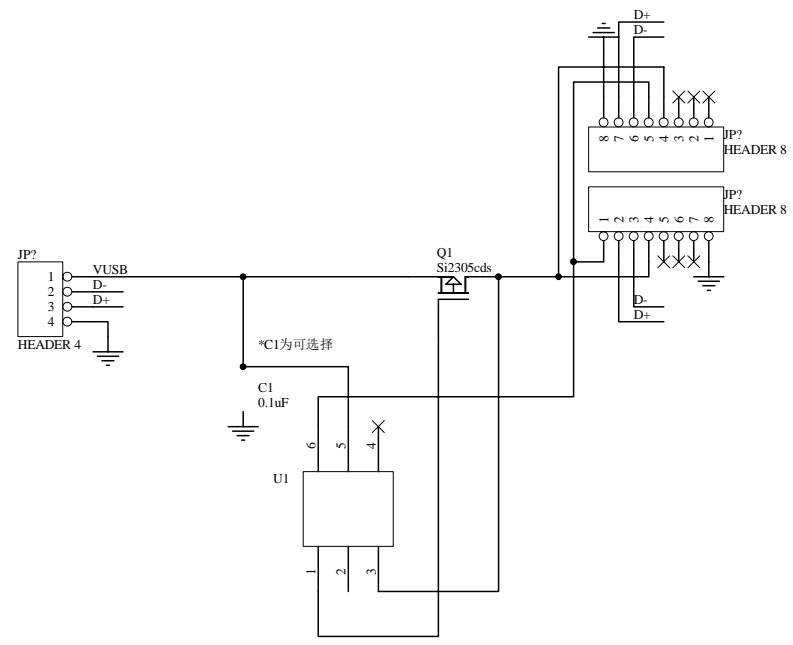 D+
D-
8 7 6 5 4 3 2 1
JP?
HEADER 8
JP?
HEADER 8
1 2 3 4 5 6 7 8
D-
D+
Q1
Si2305cds
JP?
1 VUSB
2 D-
3 D+
4
HEADER 4
*C1为可选择
C1
0.1uF
6 5 4
U1
1 2 3